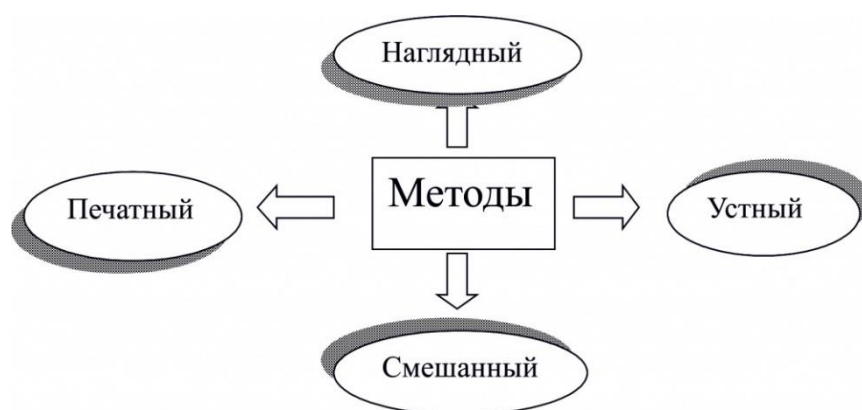 Наглядный
Печатный
Методы
Устный
Смешанный